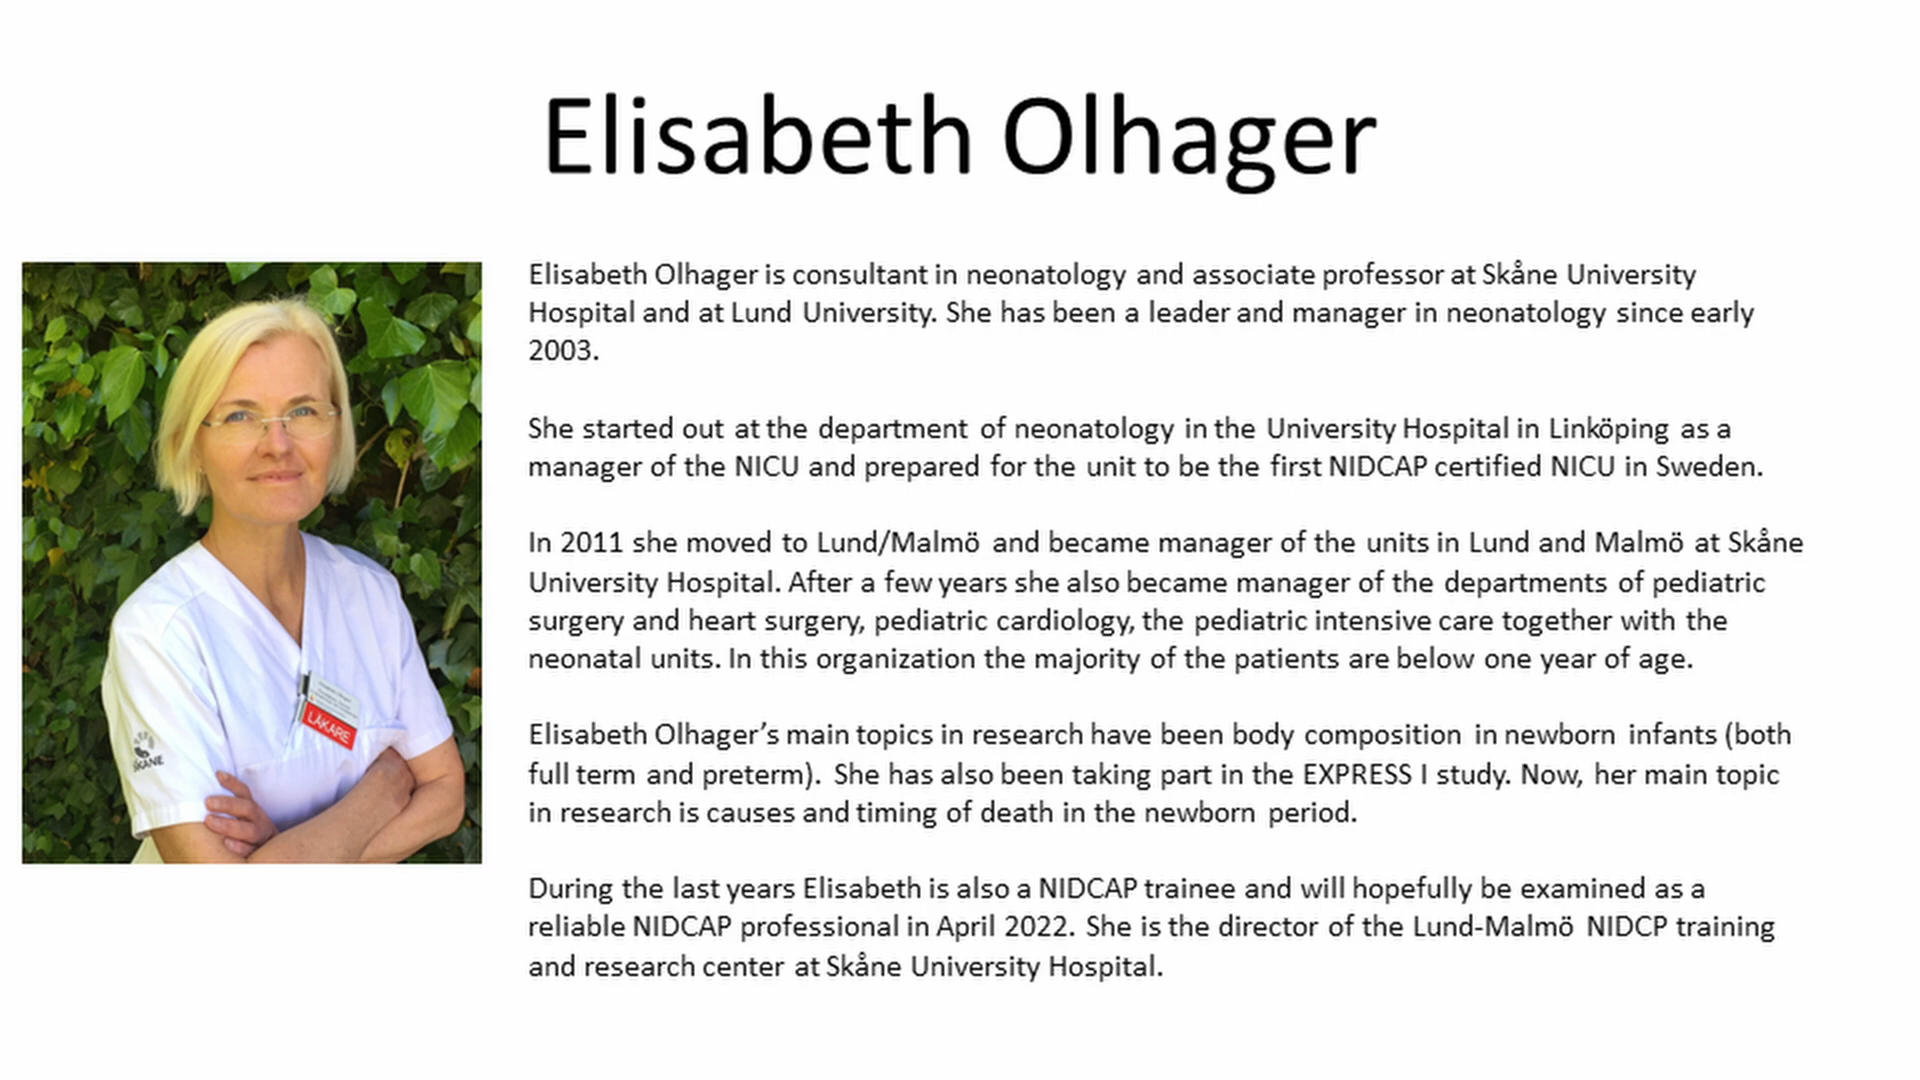 Elisabeth Olhager
Elisabeth Olhager is consultant in neonatology and associate professor at Skåne University
Hospital and at Lund University. She has been a leader and manager in neonatology since early
2003.
She started out at the department of neonatology in the University Hospital in Linköping as a
manager of the NICU and prepared for the unit to be the first NIDCAP certified NICU in Sweden.
In 2011 she moved to Lund/Malmö and became manager of the units in Lund and Malmö at Skåne
University Hospital. After a few years she also became manager of the departments of pediatric
surgery and heart surgery, pediatric cardiology, the pediatric intensive care together with the
neonatal units. In this organization the majority of the patients are below one year of age.
Elisabeth Olhager’s main topics in research have been body composition in newborn infants (both
full term and preterm). She has also been taking part in the EXPRESS I study. Now, her main topic
in research is causes and timing of death in the newborn period.
During the last years Elisabeth is also a NIDCAP trainee and will hopefully be examined as a
reliable NIDCAP professional in April 2022. She is the director of the Lund-Malmö NIDCP training
and research center at Skåne University Hospital.
LÄKARE
SKÅNE